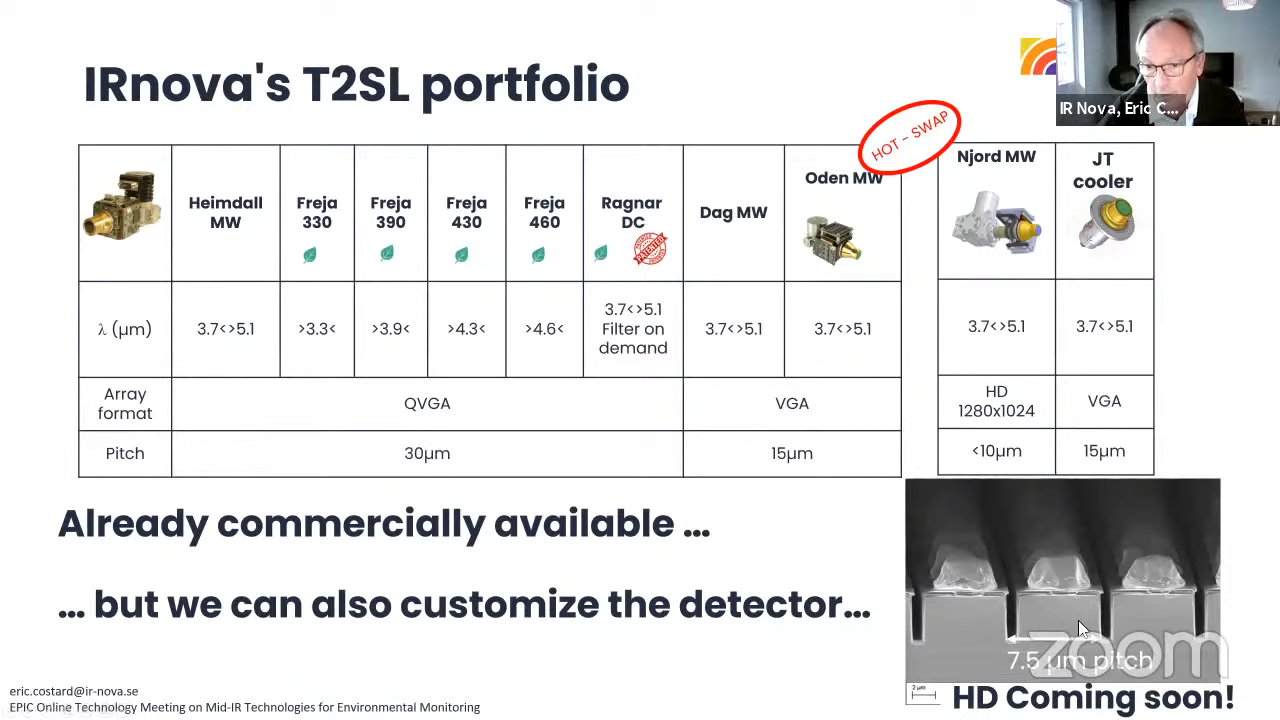 IRnova's T2SL portfolio
IR Nova, Eric C...
HOT - SWAP
Heimdall MW
Freja 330
Freja 390
Freja 430
Freja 460
Ragnar DC
PATENTED
Dag MW
Oden MW
Njord MW
JT cooler
λ (µm)
3.7<>5.1
>3.3<
>3.9<
>4.3<
>4.6<
3.7<>5.1
Filter on
demand
3.7<>5.1
3.7<>5.1
3.7<>5.1
3.7<>5.1
Array
format
QVGA
VGA
HD
1280x1024
VGA
Pitch
30µm
15µm
<10µm
15µm
Already commercially available ...
... but we can also customize the detector...
7.5 µm pitch
zoom
2 µm
HD Coming soon!
eric.costard@ir-nova.se
EPIC Online Technology Meeting on Mid-IR Technologies for Environmental Monitoring